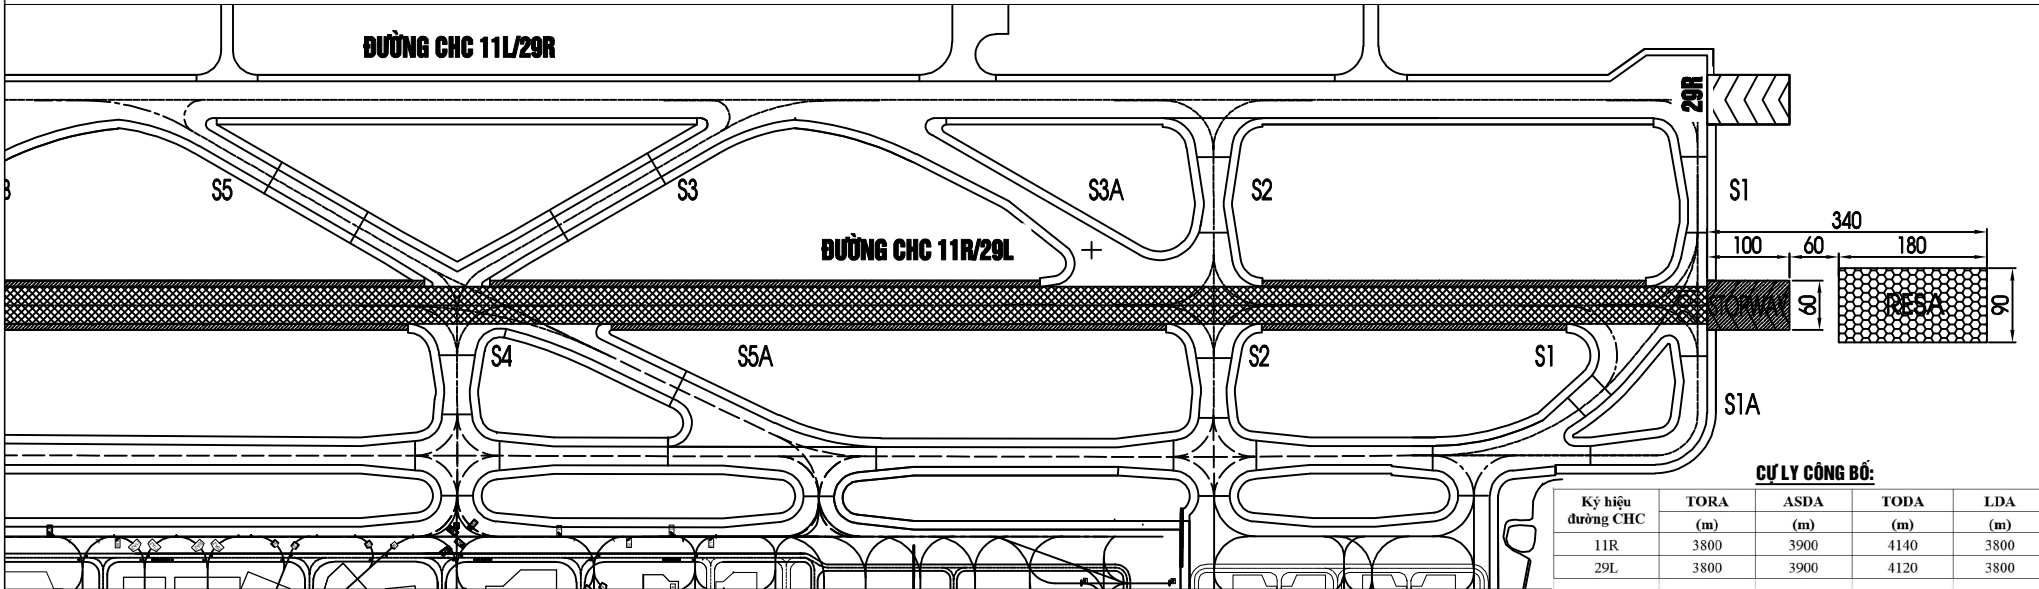 ĐƯỜNG CHC 11L/29R
29R
S5
S3
S3A
S2
S1
340
100
60
180
ĐƯỜNG CHC 11R/29L
STOPWAY
60
RESA
90
S4
S5A
S2
S1
S1A
CỰ LY CÔNG BỐ:
Ký hiệu đường CHC TORA (m) ASDA (m) TODA (m) LDA (m)
11R 3800 3900 4140 3800
29L 3800 3900 4120 3800